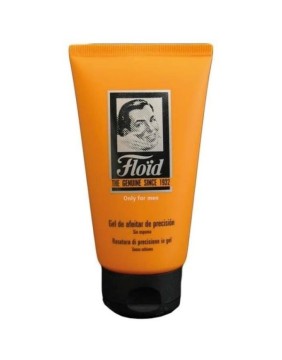 Floïd
THE GENUINE SINCE 1932
Only for men
Gel de afeitar de precisión
Sin espuma
Rasatura di precisione in gel
Senza schiuma